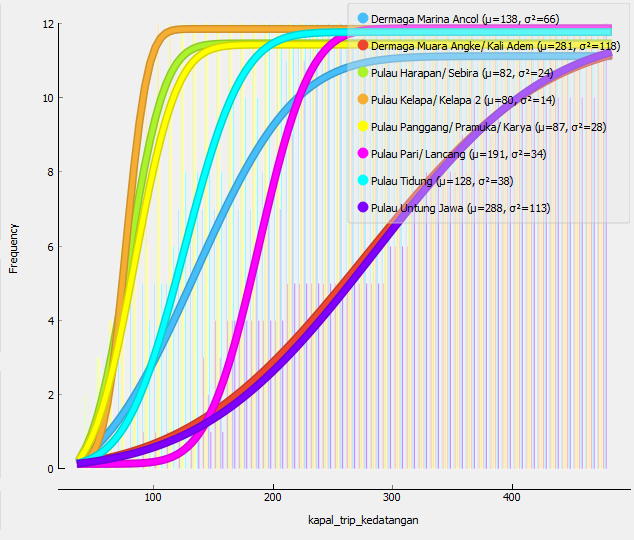 12
10
8
6
4
2
0
Frequency
Dermaga Marina Ancol (μ=138, σ²=66)
Dermaga Muara Angke/ Kali Adem (μ=281, σ²=118)
Pulau Harapan/ Sebira (μ=82, σ²=24)
Pulau Kelapa/ Kelapa 2 (μ=80, σ²=14)
Pulau Panggang/ Pramuka/ Karya (μ=87, σ²=28)
Pulau Pari/ Lancang (μ=191, σ²=34)
Pulau Tidung (μ=128, σ²=38)
Pulau Untung Jawa (μ=288, σ²=113)
100
200
300
400
kapal_trip_kedatangan